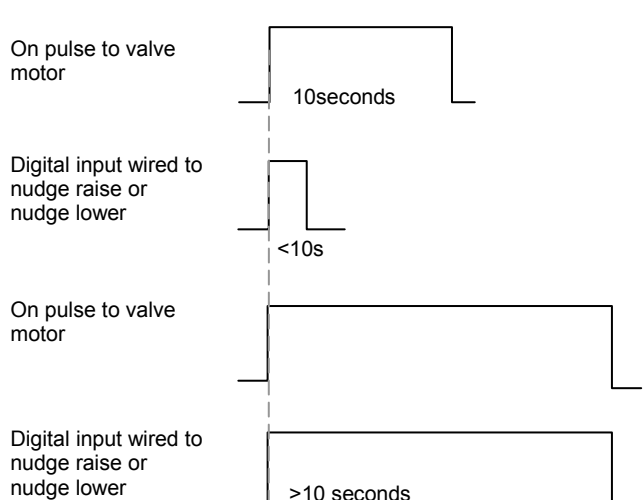 On pulse to valve
motor
10seconds
Digital input wired to
nudge raise or
nudge lower
<10s
On pulse to valve
motor
Digital input wired to
nudge raise or
nudge lower
>10 seconds